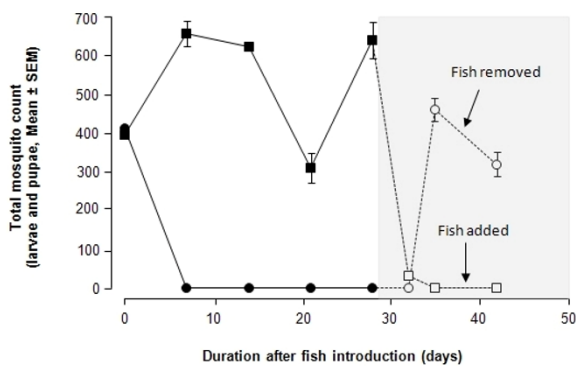 700
600
500
400
300
200
100
0
Total mosquito count
(larvae and pupae, Mean ± SEM)
Fish removed
Fish added
0 10 20 30 40 50
Duration after fish introduction (days)